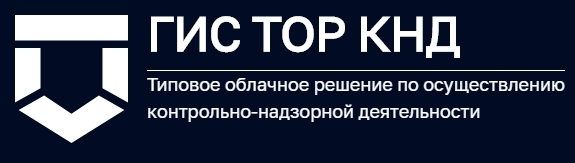 ГИС ТОР КНД
Типовое облачное решение по осуществлению
контрольно-надзорной деятельности